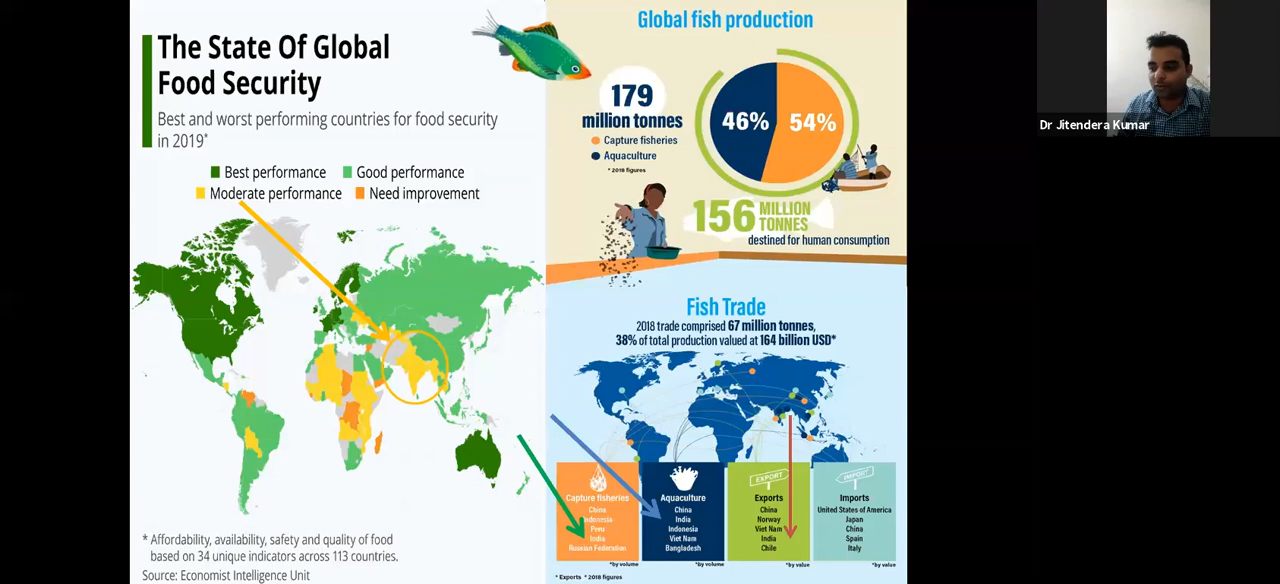 The State Of Global
Food Security
Best and worst performing countries for food security
in 2019*
Best performance
Good performance
Moderate performance
Need improvement
* Affordability, availability, safety and quality of food
based on 34 unique indicators across 113 countries.
Source: Economist Intelligence Unit
Global fish production
179
million tonnes
Capture fisheries
Aquaculture
* 2018 figures
46%
54%
156 MILLION
TONNES
destined for human consumption
Fish Trade
2018 trade comprised 67 million tonnes,
38% of total production valued at 164 billion USD*
Capture fisheries
China
Indonesia
Peru
India
Russian Federation
*by volume
Aquaculture
China
India
Indonesia
Viet Nam
Bangladesh
*by volume
EXPORT
Exports
China
Norway
Viet Nam
India
Chile
*by value
IMPORT
Imports
United States of America
Japan
China
Spain
Italy
*by value
* Exports * 2018 figures
Dr Jitendera Kumar